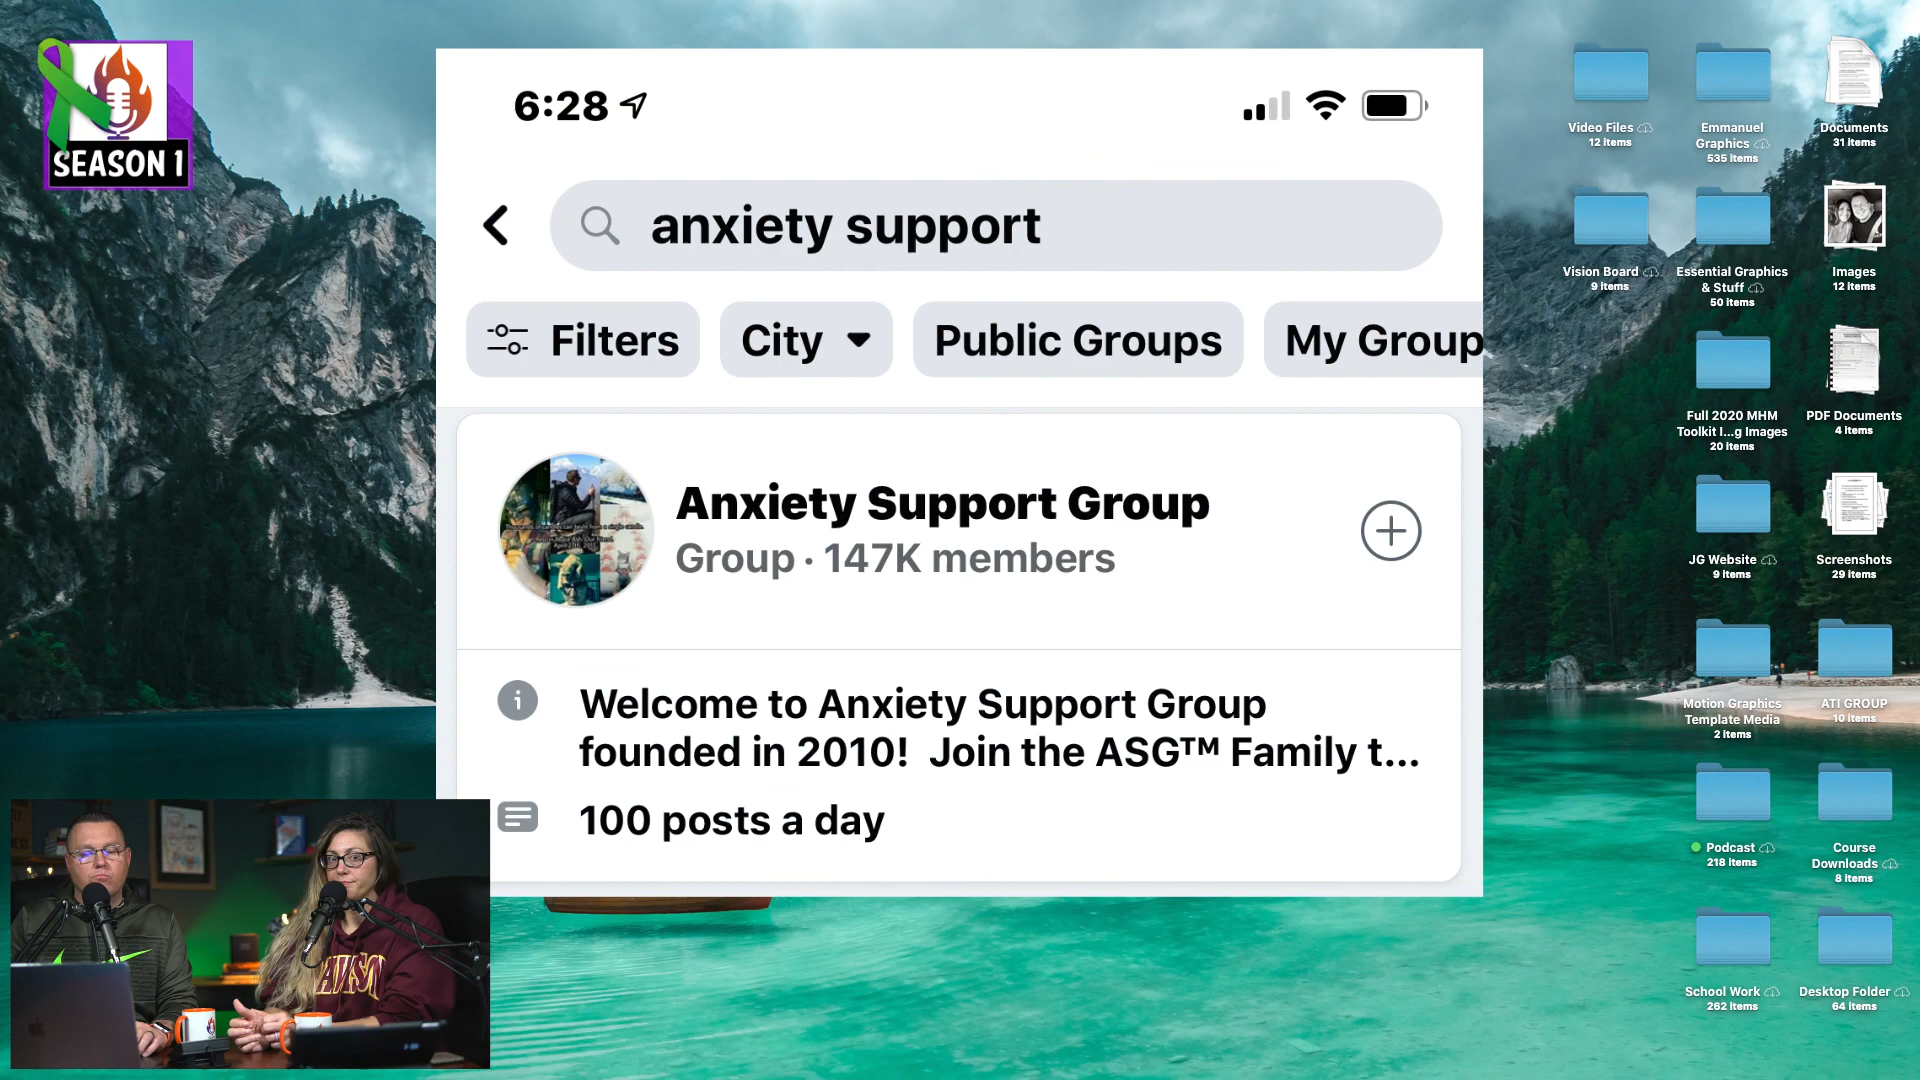 SEASON 1
6:28
anxiety support
Filters
City
Public Groups
My Group
Anxiety Support Group
Group · 147K members
Welcome to Anxiety Support Group
founded in 2010!  Join the ASG™ Family t...
100 posts a day
Video Files
12 items
Emmanuel
Graphics
535 items
Documents
31 items
Vision Board
9 items
Essential Graphics
& Stuff
50 items
Images
12 items
Full 2020 MHM
Toolkit I...g Images
20 items
PDF Documents
4 items
JG Website
9 items
Screenshots
29 items
Motion Graphics
Template Media
2 items
ATI GROUP
10 items
Podcast
218 items
Course
Downloads
8 items
School Work
262 items
Desktop Folder
64 items